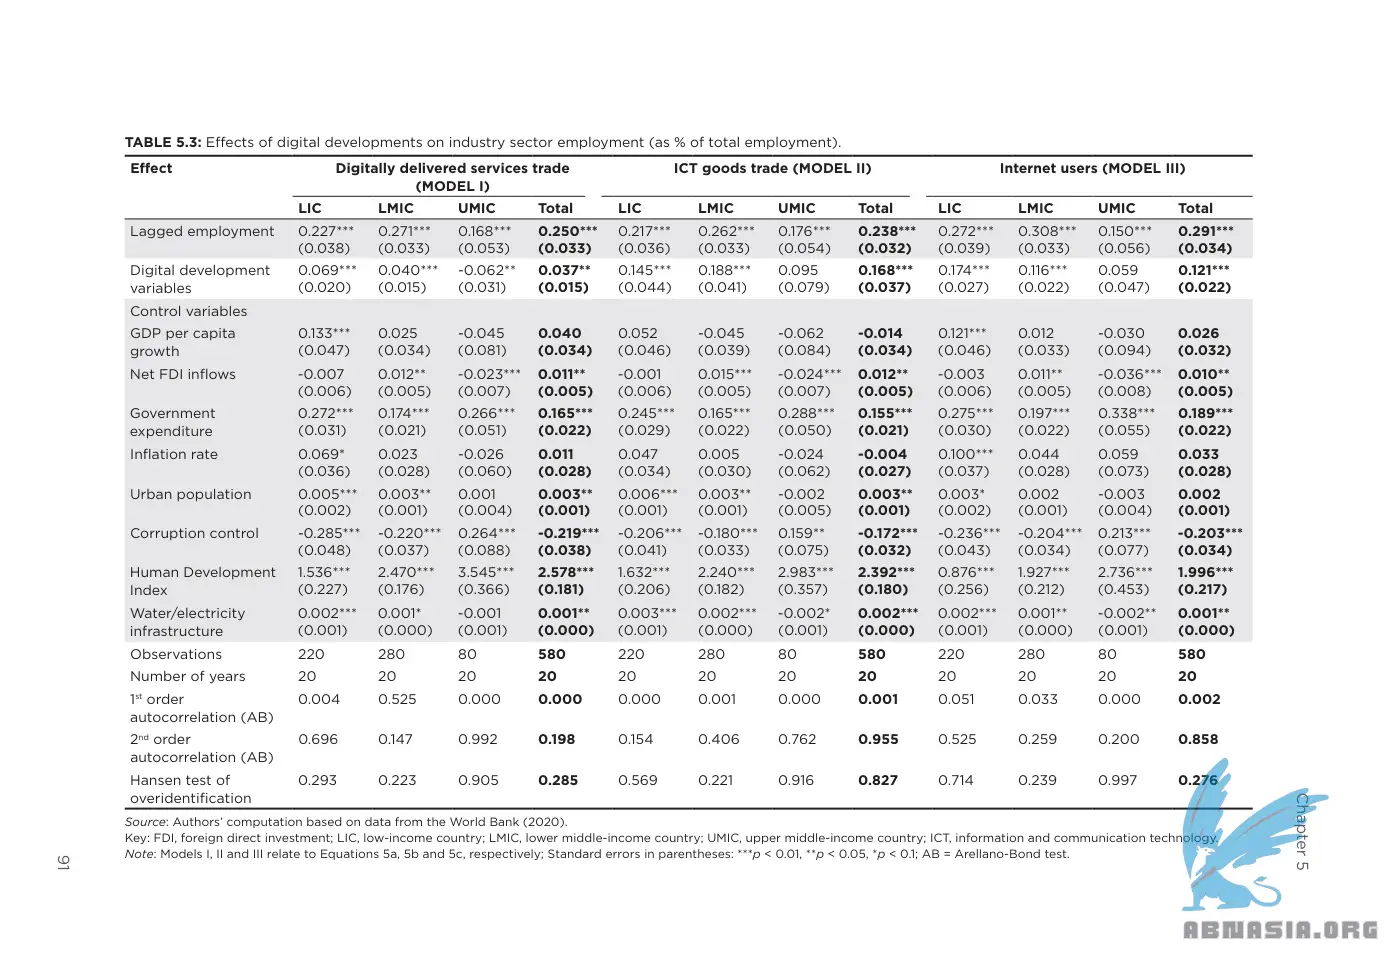 TABLE 5.3: Effects of digital developments on industry sector employment (as % of total employment).
Effect Digitally delivered services trade (MODEL I) ICT goods trade (MODEL II) Internet users (MODEL III)
LIC LMIC UMIC Total LIC LMIC UMIC Total LIC LMIC UMIC Total
Lagged employment 0.227*** 0.271*** 0.168*** 0.250*** 0.217*** 0.262*** 0.176*** 0.238*** 0.272*** 0.308*** 0.150*** 0.291***
(0.038) (0.033) (0.053) (0.033) (0.036) (0.033) (0.054) (0.032) (0.039) (0.033) (0.056) (0.034)
Digital development 0.069*** 0.040*** -0.062** 0.037** 0.145*** 0.188*** 0.095 0.168*** 0.174*** 0.116*** 0.059 0.121***
variables (0.020) (0.015) (0.031) (0.015) (0.044) (0.041) (0.079) (0.037) (0.027) (0.022) (0.047) (0.022)
Control variables
GDP per capita 0.133*** 0.025 -0.045 0.040 0.052 -0.045 -0.062 -0.014 0.121*** 0.012 -0.030 0.026
growth (0.047) (0.034) (0.081) (0.034) (0.046) (0.039) (0.084) (0.034) (0.046) (0.033) (0.094) (0.032)
Net FDI inflows -0.007 0.012** -0.023*** 0.011** -0.001 0.015*** -0.024*** 0.012** -0.003 0.011** -0.036*** 0.010**
(0.006) (0.005) (0.007) (0.005) (0.006) (0.005) (0.007) (0.005) (0.006) (0.005) (0.008) (0.005)
Government 0.272*** 0.174*** 0.266*** 0.165*** 0.245*** 0.165*** 0.288*** 0.155*** 0.275*** 0.197*** 0.338*** 0.189***
expenditure (0.031) (0.021) (0.051) (0.022) (0.029) (0.022) (0.050) (0.021) (0.030) (0.022) (0.055) (0.022)
Inflation rate 0.069* 0.023 -0.026 0.011 0.047 0.005 -0.024 -0.004 0.100*** 0.044 0.059 0.033
(0.036) (0.028) (0.060) (0.028) (0.034) (0.030) (0.062) (0.027) (0.037) (0.028) (0.073) (0.028)
Urban population 0.005*** 0.003** 0.001 0.003** 0.006*** 0.003** -0.002 0.003** 0.003* 0.002 -0.003 0.002
(0.002) (0.001) (0.004) (0.001) (0.001) (0.001) (0.005) (0.001) (0.002) (0.001) (0.004) (0.001)
Corruption control -0.285*** -0.220*** 0.264*** -0.219*** -0.206*** -0.180*** 0.159** -0.172*** -0.236*** -0.204*** 0.213*** -0.203***
(0.048) (0.037) (0.088) (0.038) (0.041) (0.033) (0.075) (0.032) (0.043) (0.034) (0.077) (0.034)
Human Development 1.536*** 2.470*** 3.545*** 2.578*** 1.632*** 2.240*** 2.983*** 2.392*** 0.876*** 1.927*** 2.736*** 1.996***
Index (0.227) (0.176) (0.366) (0.181) (0.206) (0.182) (0.357) (0.180) (0.256) (0.212) (0.453) (0.217)
Water/electricity 0.002*** 0.001* -0.001 0.001** 0.003*** 0.002*** -0.002* 0.002*** 0.002*** 0.001** -0.002** 0.001**
infrastructure (0.001) (0.000) (0.001) (0.000) (0.001) (0.000) (0.001) (0.000) (0.001) (0.000) (0.001) (0.000)
Observations 220 280 80 580 220 280 80 580 220 280 80 580
Number of years 20 20 20 20 20 20 20 20 20 20 20 20
1st order 0.004 0.525 0.000 0.000 0.000 0.001 0.000 0.001 0.051 0.033 0.000 0.002
autocorrelation (AB)
2nd order 0.696 0.147 0.992 0.198 0.154 0.406 0.762 0.955 0.525 0.259 0.200 0.858
autocorrelation (AB)
Hansen test of 0.293 0.223 0.905 0.285 0.569 0.221 0.916 0.827 0.714 0.239 0.997 0.276
overidentification
Source: Authors' computation based on data from the World Bank (2020).
Key: FDI, foreign direct investment; LIC, low-income country; LMIC, lower middle-income country; UMIC, upper middle-income country; ICT, information and communication technology.
Note: Models I, II and III relate to Equations 5a, 5b and 5c, respectively; Standard errors in parentheses: ***p < 0.01, **p < 0.05, *p < 0.1; AB = Arellano-Bond test.
91
Chapter 5
ABNASIA.ORG